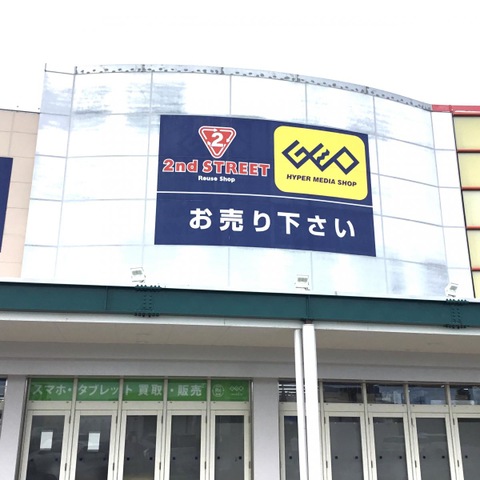 2
2nd STREET
Reuse Shop
GEO
HYPER MEDIA SHOP
お売り下さい
スマホ・タブレット 買取・販売